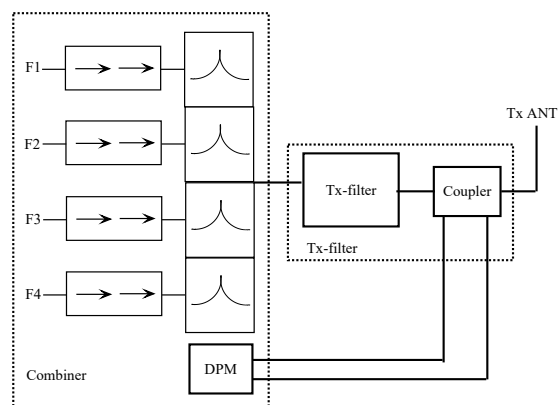 F1
F2
F3
F4
Combiner
DPM
Tx-filter
Tx-filter
Coupler
Tx ANT